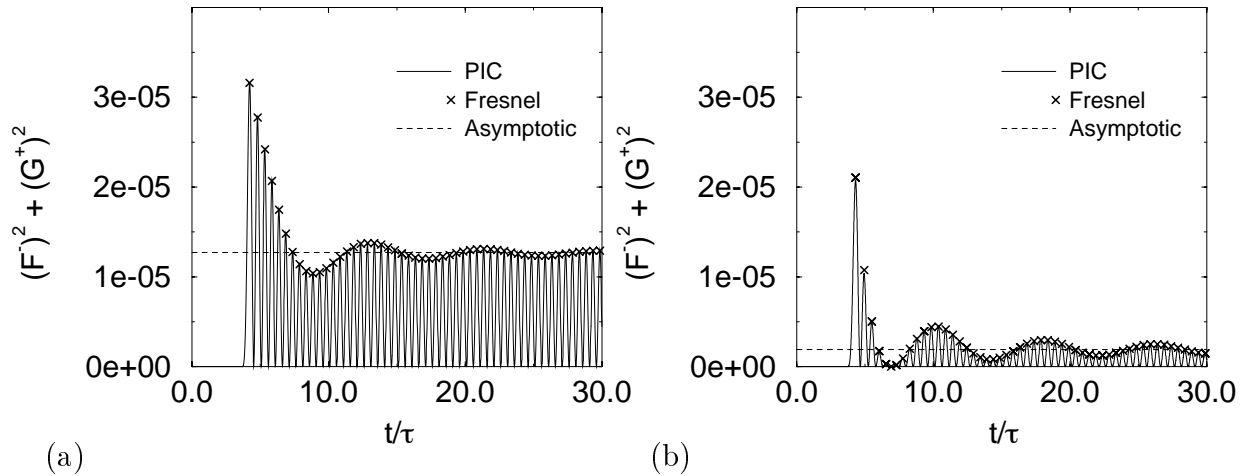 (F⁻)² + (G⁺)²
3e-05
2e-05
1e-05
0e+00
PIC
Fresnel
Asymptotic
0.0 10.0 20.0 30.0
t/τ
(a)
(F⁻)² + (G⁺)²
3e-05
2e-05
1e-05
0e+00
PIC
Fresnel
Asymptotic
0.0 10.0 20.0 30.0
t/τ
(b)